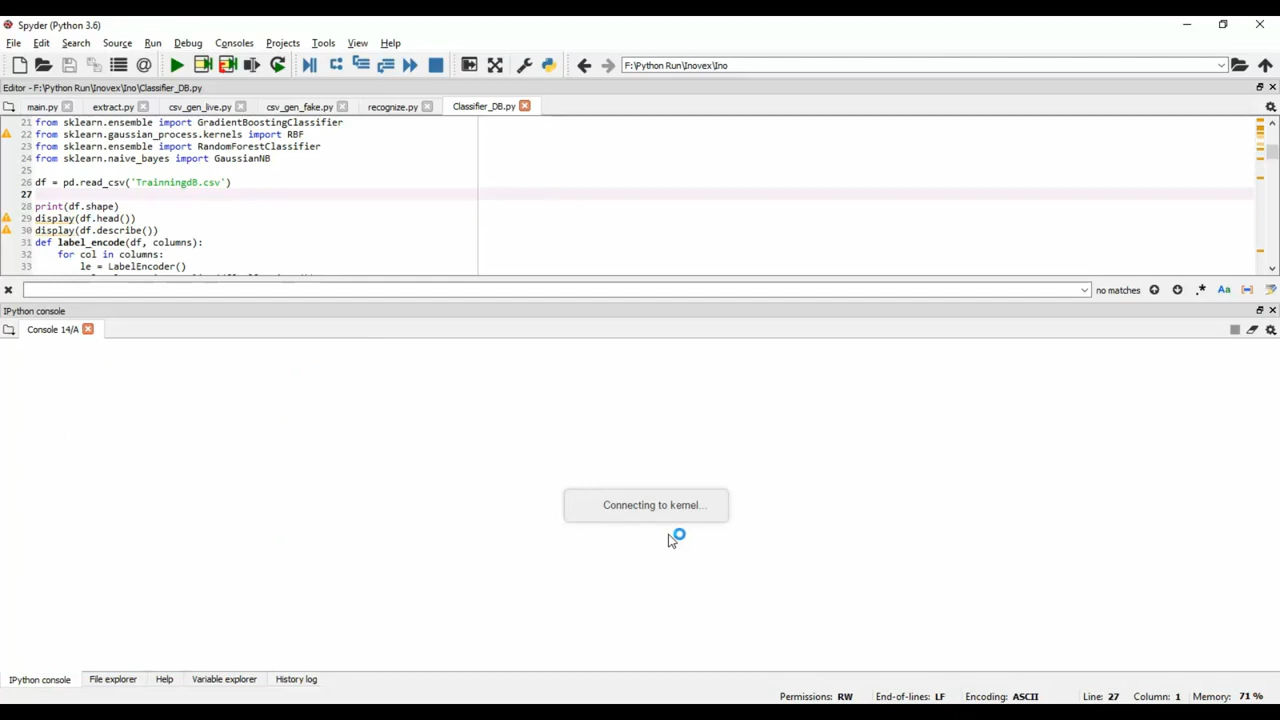 Spyder (Python 3.6)
File Edit Search Source Run Debug Consoles Projects Tools View Help
F:\Python Run\Inovex\Ino
Editor - F:\Python Run\Inovex\Ino\Classifier_DB.py
main.py extract.py csv_gen_live.py csv_gen_fake.py recognize.py Classifier_DB.py
21 from sklearn.ensemble import GradientBoostingClassifier
22 from sklearn.gaussian_process.kernels import RBF
23 from sklearn.ensemble import RandomForestClassifier
24 from sklearn.naive_bayes import GaussianNB
25
26 df = pd.read_csv('TrainningdB.csv')
27
28 print(df.shape)
29 display(df.head())
30 display(df.describe())
31 def label_encode(df, columns):
32 for col in columns:
33 le = LabelEncoder()
no matches .* Aa
IPython console
Console 14/A
Connecting to kernel...
IPython console File explorer Help Variable explorer History log
Permissions: RW End-of-lines: LF Encoding: ASCII Line: 27 Column: 1 Memory: 71 %